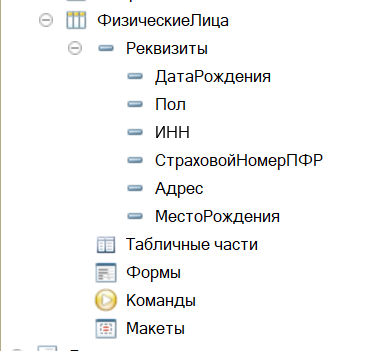 ФизическиеЛица
Реквизиты
ДатаРождения
Пол
ИНН
СтраховойНомерПФР
Адрес
МестоРождения
Табличные части
Формы
Команды
Макеты